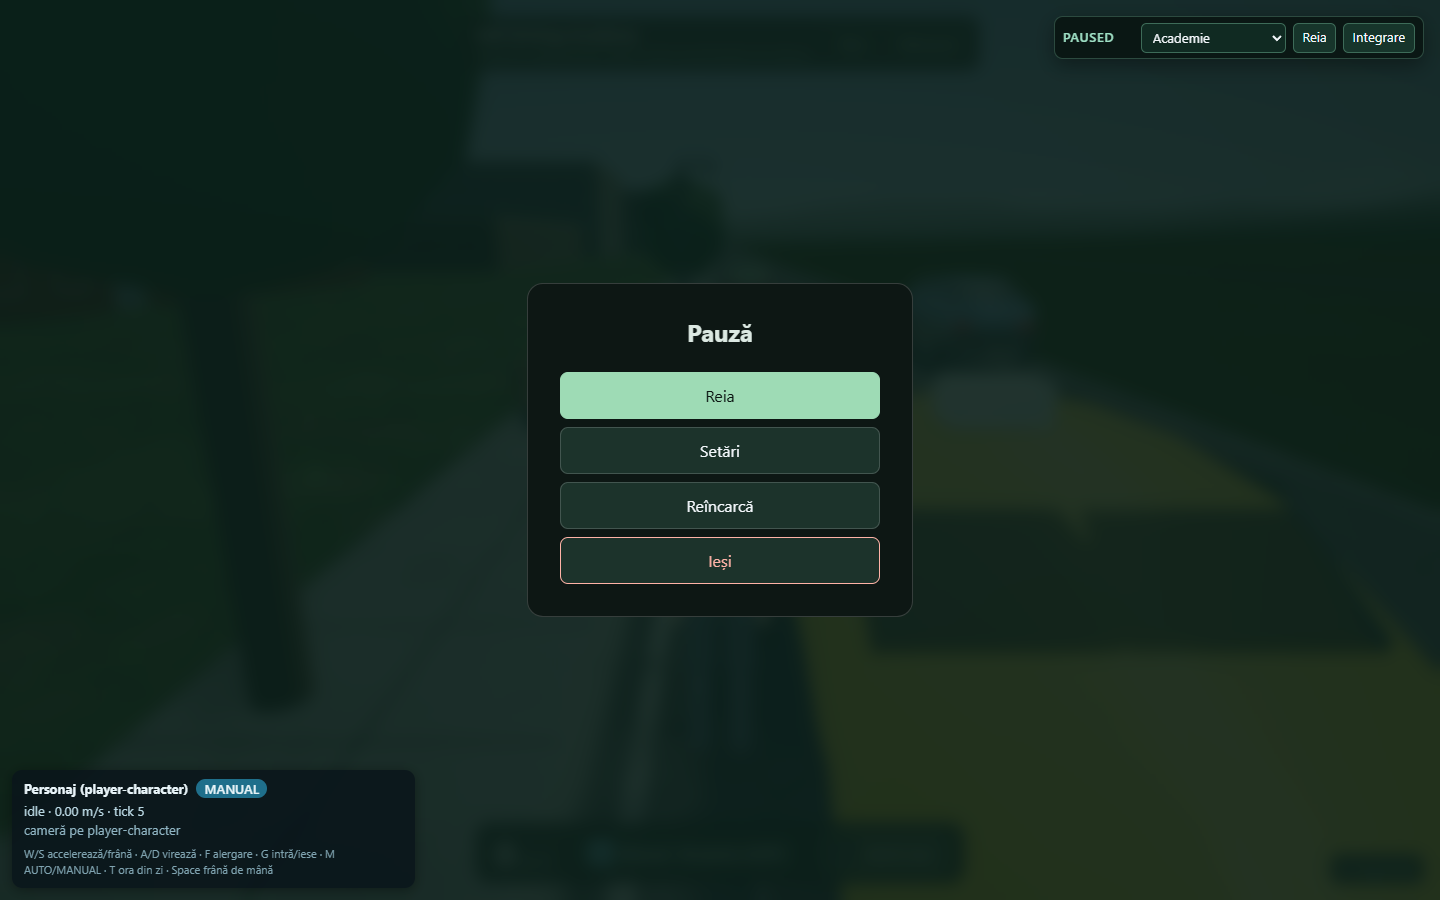 PAUSED
Academie
Reia
Integrare
Pauză
Reia
Setări
Reîncarcă
Ieși
Personaj (player-character) MANUAL
idle · 0.00 m/s · tick 5
cameră pe player-character
W/S accelerează/frână · A/D virează · F alergare · G intră/iese · M
AUTO/MANUAL · T ora din zi · Space frână de mână